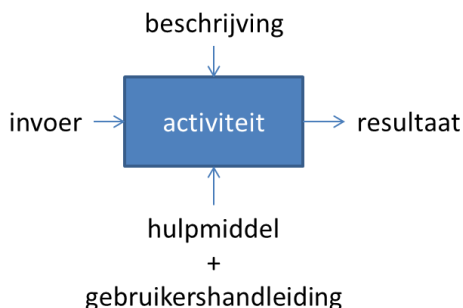 beschrijving
invoer
activiteit
resultaat
hulpmiddel
+
gebruikershandleiding